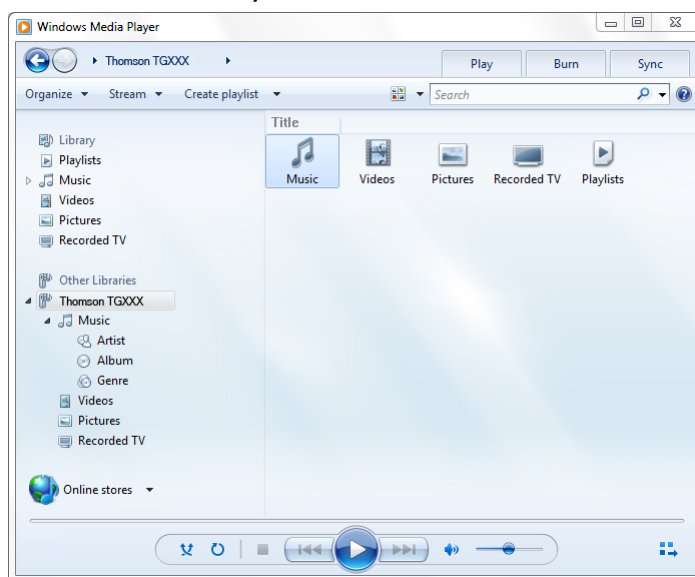 Windows Media Player
Thomson TGXXX
Play Burn Sync
Organize Stream Create playlist Search
Title
Library
Playlists
Music
Videos
Pictures
Recorded TV
Music Videos Pictures Recorded TV Playlists
Other Libraries
Thomson TGXXX
Music
Artist
Album
Genre
Videos
Pictures
Recorded TV
Online stores